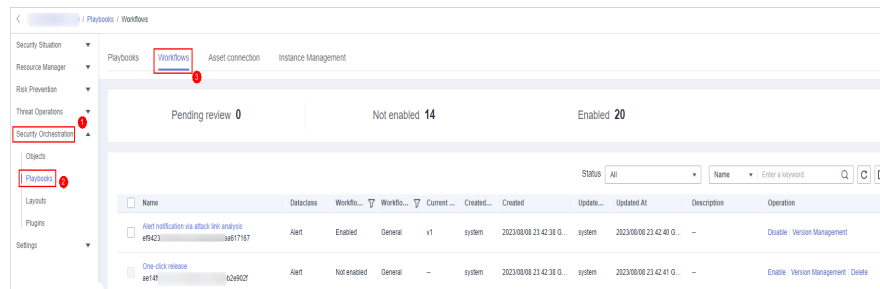 / Playbooks / Workflows
Security Situation
Resource Manager
Risk Prevention
Threat Operations
1
Security Orchestration
Objects
Playbooks
2
Layouts
Plugins
Settings
Playbooks Workflows Asset connection Instance Management
3
Pending review 0 Not enabled 14 Enabled 20
Status All Name Enter a keyword
Name Dataclass Workflo... Workflo... Current ... Created... Created Update... Updated At Description Operation
Alert notification via attack link analysis
ef9423 aa617167
Alert Enabled General v1 system 2023/08/08 23:42:38 G... system 2023/08/08 23:42:40 G... -- Disable Version Management
One-click release
ae14f b2e902f
Alert Not enabled General -- system 2023/08/08 23:42:38 G... system 2023/08/08 23:42:41 G... -- Enable Version Management Delete